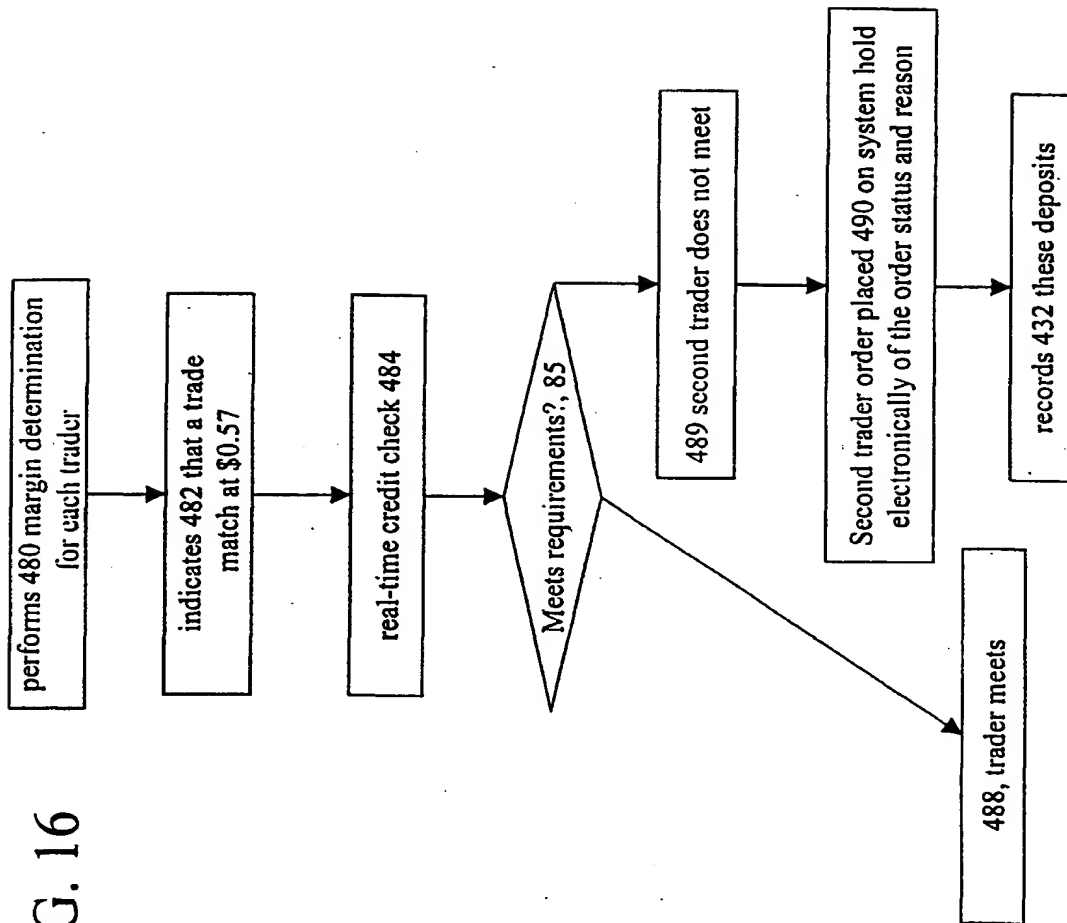 G. 16
performs 480 margin determination
for each trader
indicates 482 that a trade
match at $0.57
real-time credit check 484
Meets requirements?, 85
489 second trader does not meet
Second trader order placed 490 on system hold
electronically of the order status and reason
records 432 these deposits
488, trader meets